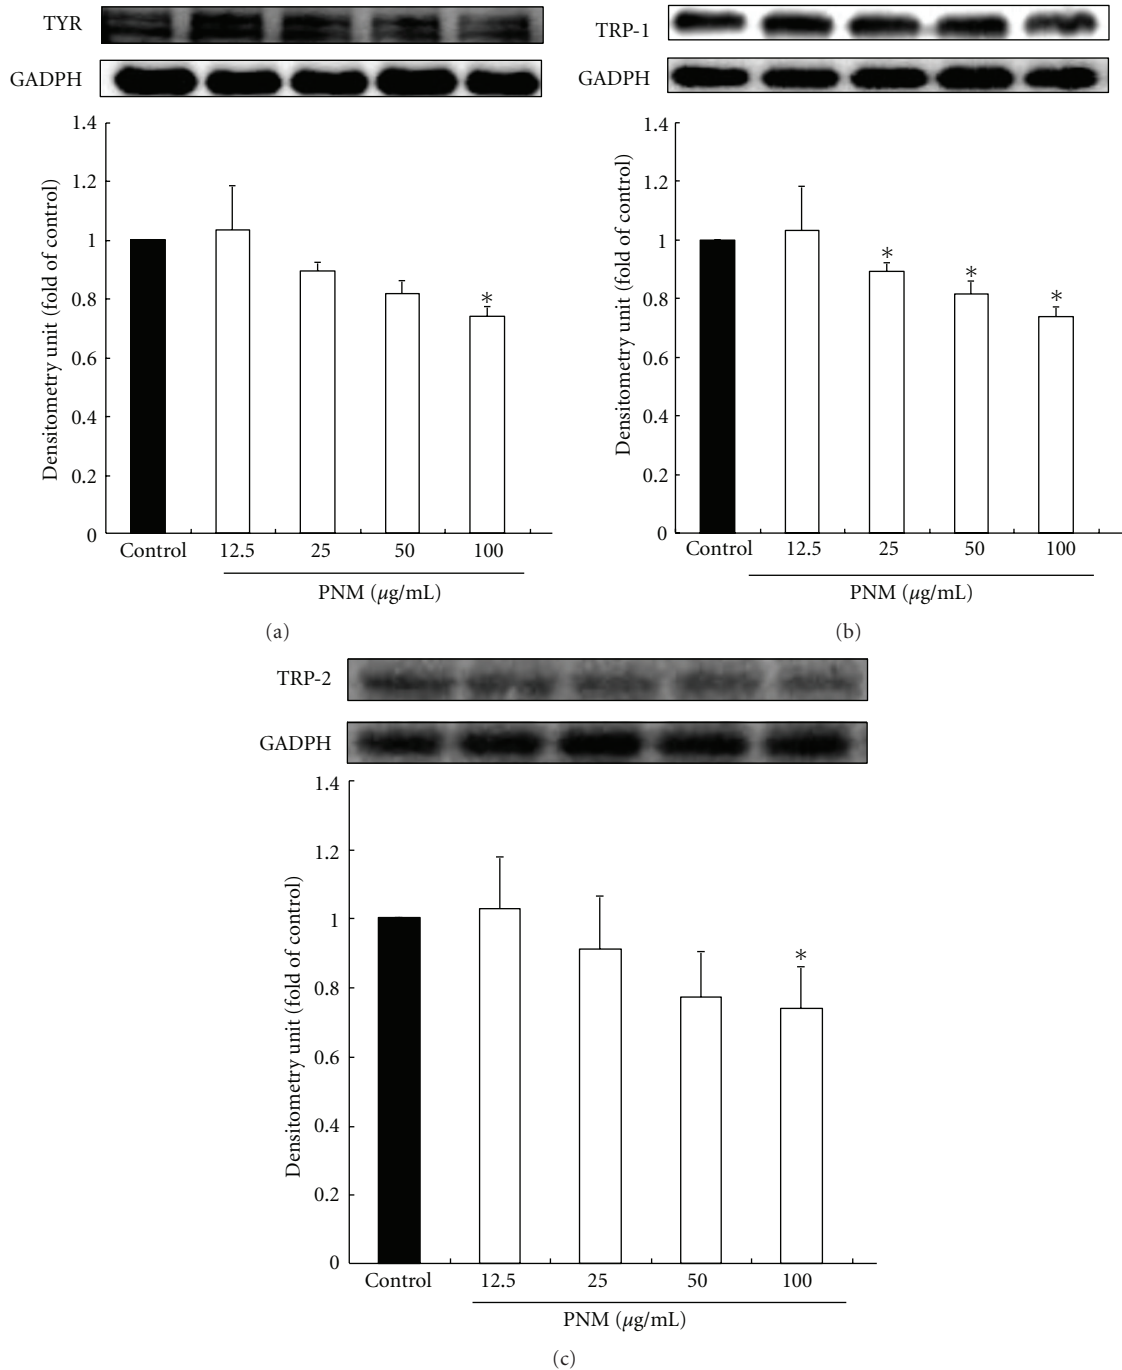 TYR
GADPH
1.4
1.2
1
0.8
0.6
0.4
0.2
0
Densitometry unit (fold of control)
*
Control 12.5 25 50 100
PNM (µg/mL)
(a)
TRP-1
GADPH
1.4
1.2
1
0.8
0.6
0.4
0.2
0
Densitometry unit (fold of control)
*
*
*
Control 12.5 25 50 100
PNM (µg/mL)
(b)
TRP-2
GADPH
1.4
1.2
1
0.8
0.6
0.4
0.2
0
Densitometry unit (fold of control)
*
Control 12.5 25 50 100
PNM (µg/mL)
(c)